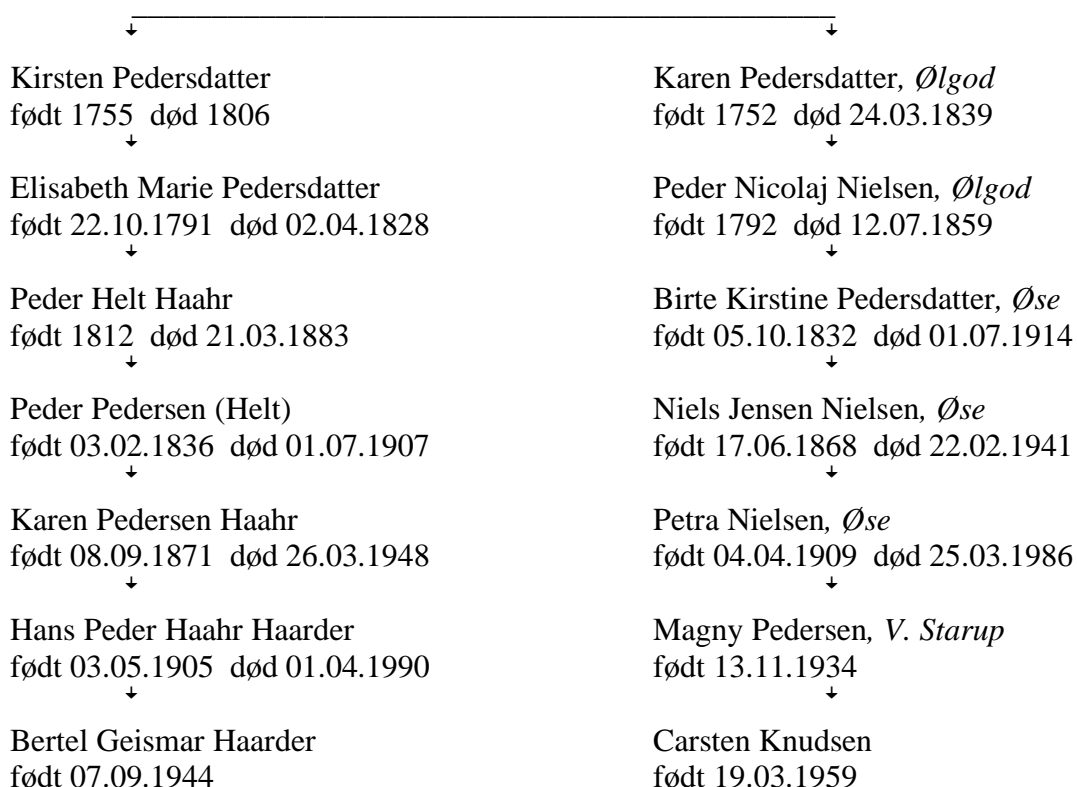 Kirsten Pedersdatter
født 1755 død 1806
Elisabeth Marie Pedersdatter
født 22.10.1791 død 02.04.1828
Peder Helt Haahr
født 1812 død 21.03.1883
Peder Pedersen (Helt)
født 03.02.1836 død 01.07.1907
Karen Pedersen Haahr
født 08.09.1871 død 26.03.1948
Hans Peder Haahr Haarder
født 03.05.1905 død 01.04.1990
Bertel Geismar Haarder
født 07.09.1944
Karen Pedersdatter, Ølgod
født 1752 død 24.03.1839
Peder Nicolaj Nielsen, Ølgod
født 1792 død 12.07.1859
Birte Kirstine Pedersdatter, Øse
født 05.10.1832 død 01.07.1914
Niels Jensen Nielsen, Øse
født 17.06.1868 død 22.02.1941
Petra Nielsen, Øse
født 04.04.1909 død 25.03.1986
Magny Pedersen, V. Starup
født 13.11.1934
Carsten Knudsen
født 19.03.1959